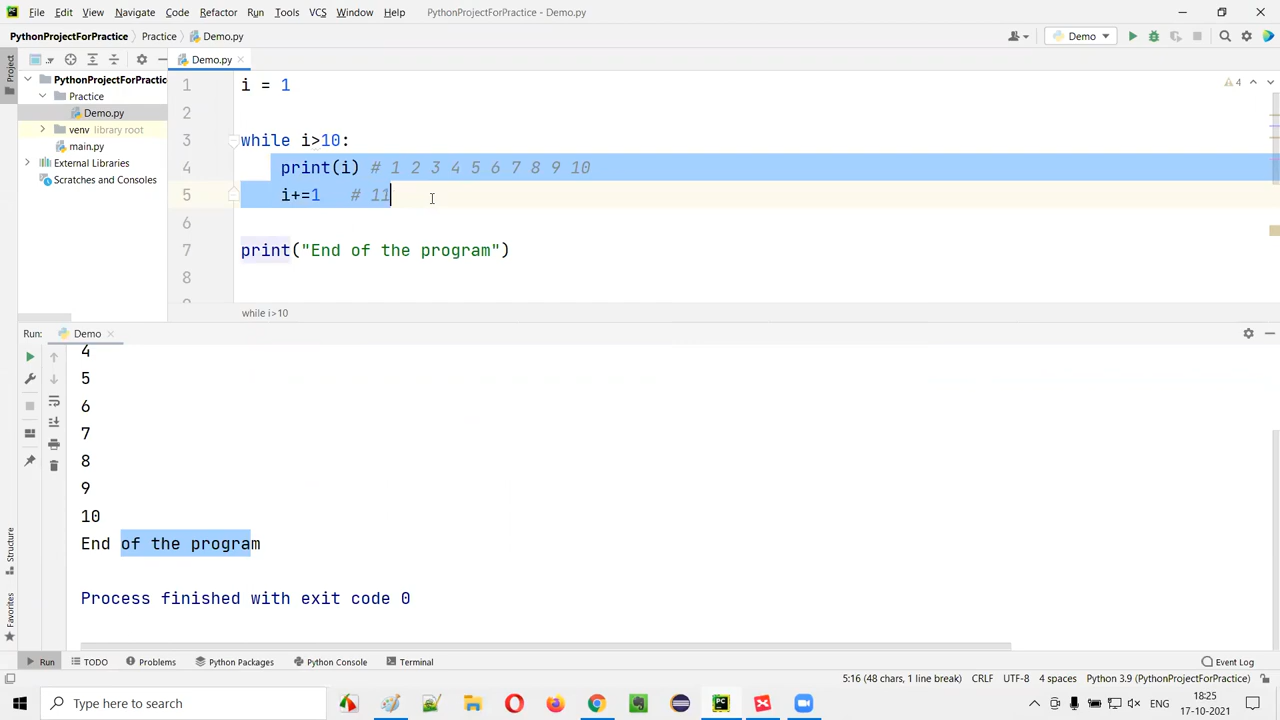 File Edit View Navigate Code Refactor Run Tools VCS Window Help PythonProjectForPractice - Demo.py
PythonProjectForPractice Practice Demo.py Demo
Project
Demo.py
PythonProjectForPractic
Practice
Demo.py
venv library root
main.py
External Libraries
Scratches and Consoles
4
1 i = 1
2
3 while i>10:
4 print(i) # 1 2 3 4 5 6 7 8 9 10
5 i+=1 # 11
6
7 print("End of the program")
8
while i>10
Run: Demo
4
5
6
7
8
9
10
End of the program
Process finished with exit code 0
Structure
Favorites
Run TODO Problems Python Packages Python Console Terminal Event Log
5:16 (48 chars, 1 line break) CRLF UTF-8 4 spaces Python 3.9 (PythonProjectForPractice)
Type here to search
ENG
18:25
17-10-2021